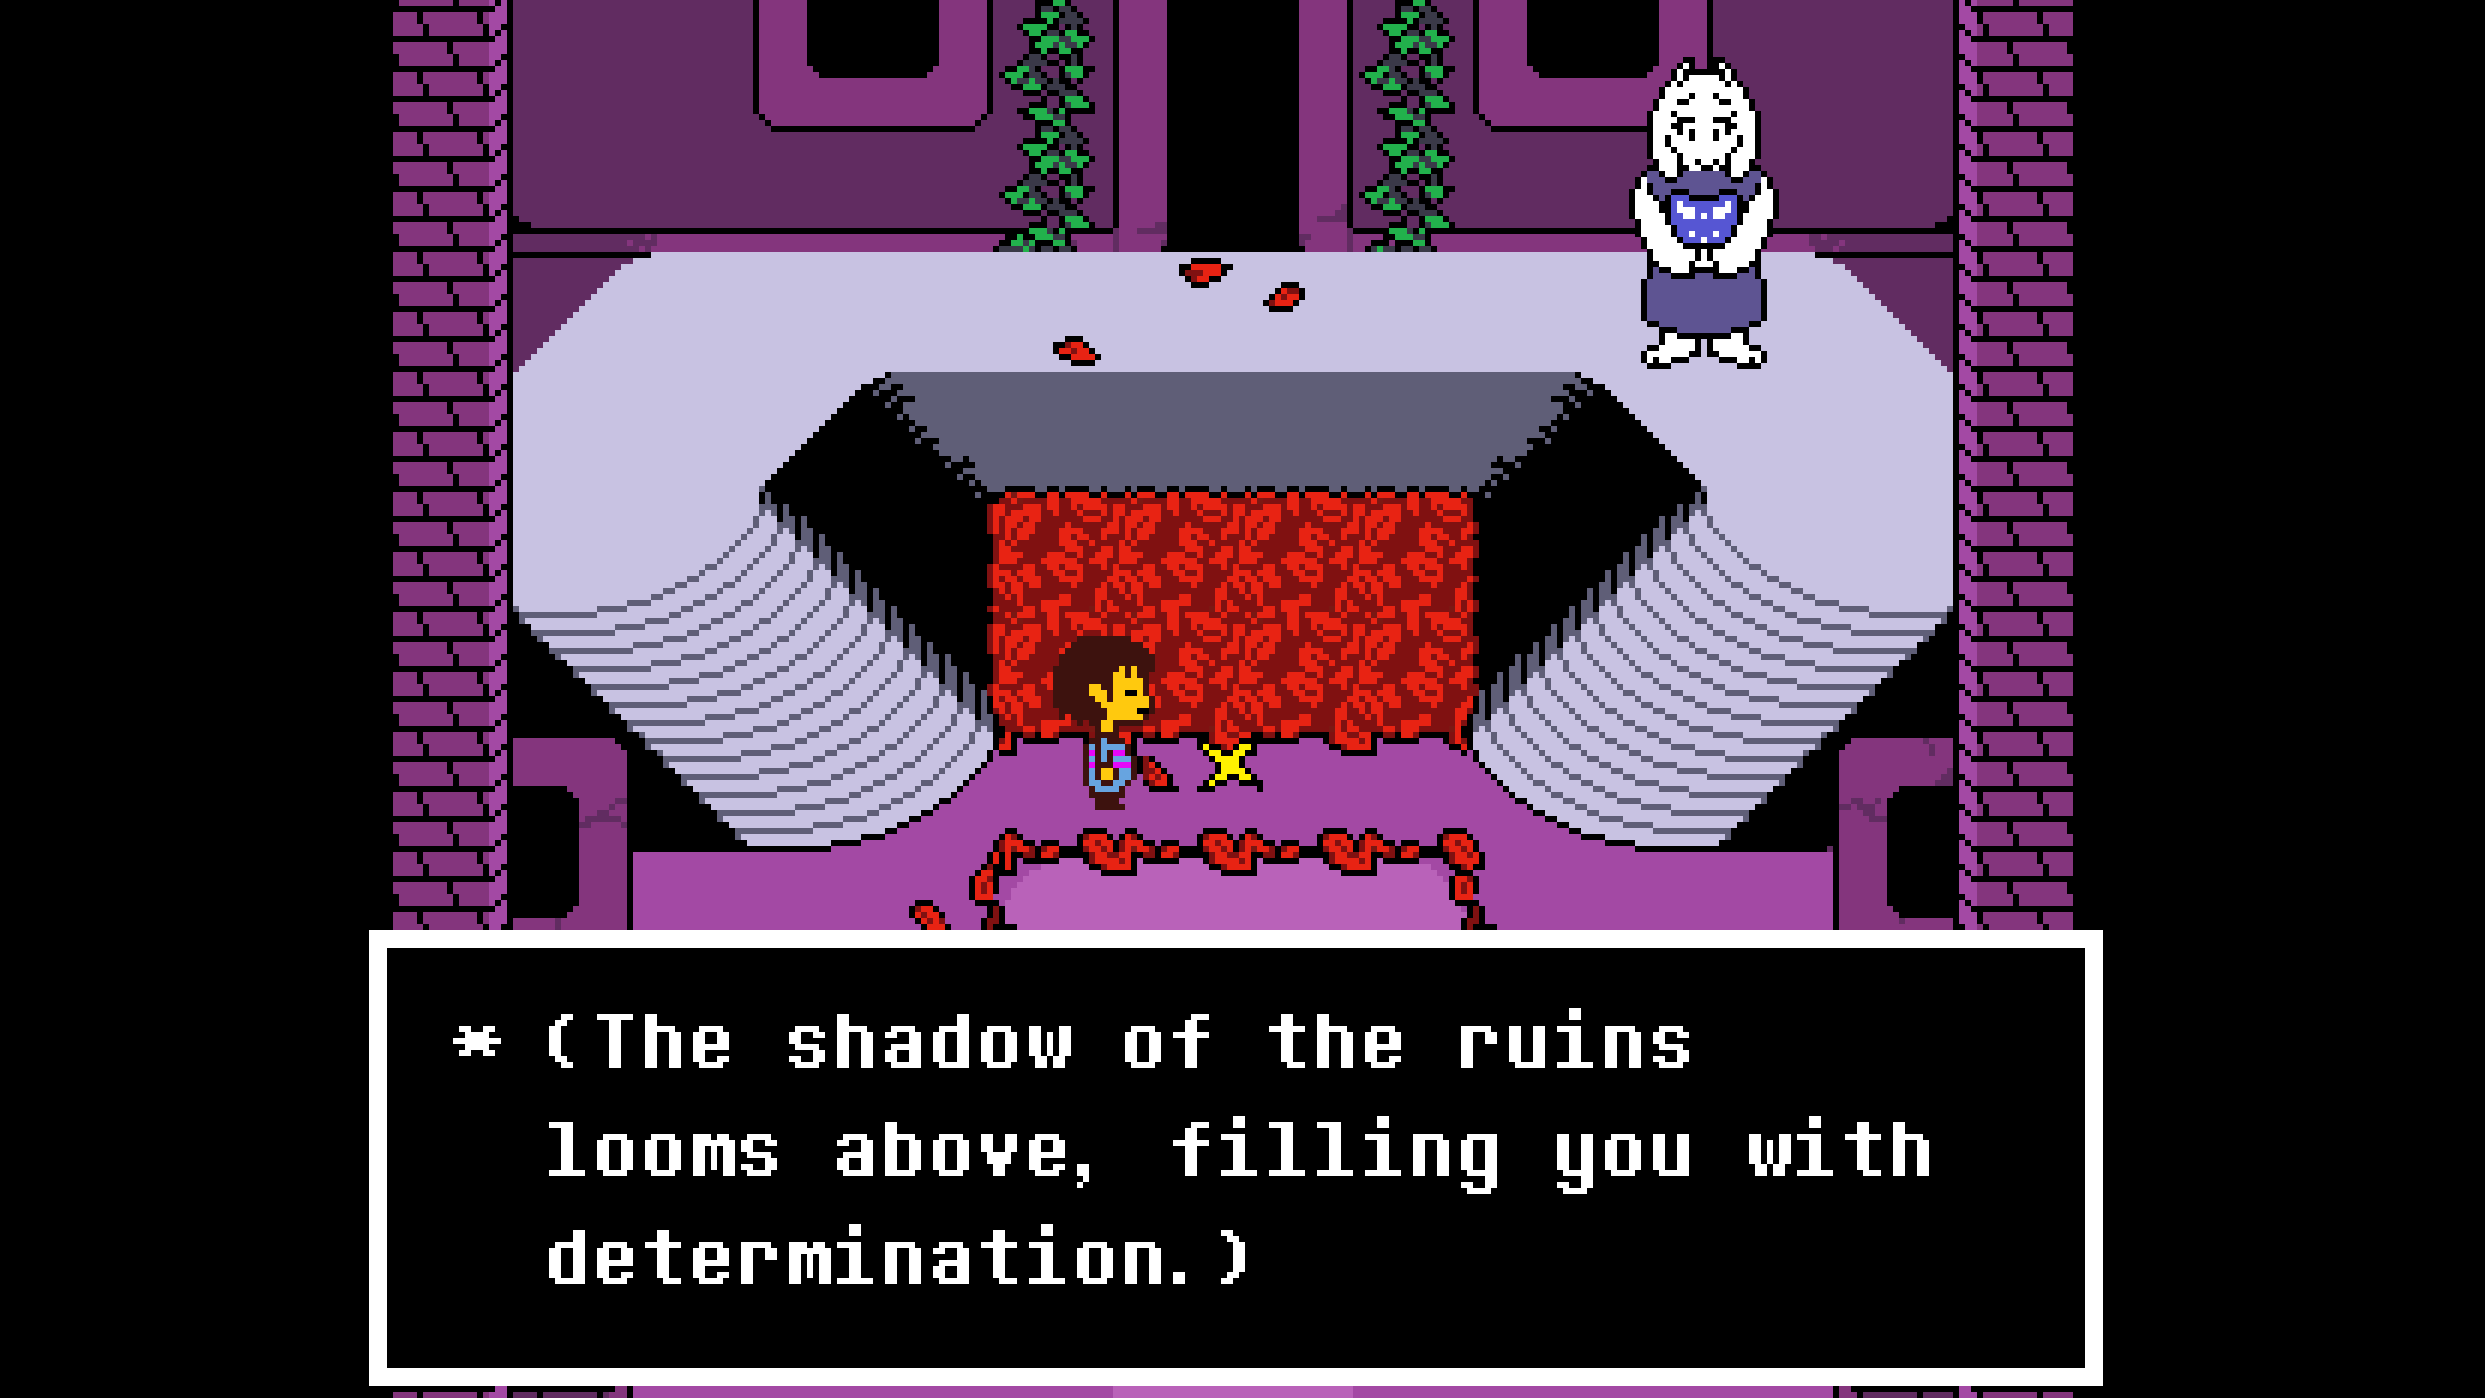 * (The shadow of the ruins
looms above, filling you with
determination.)